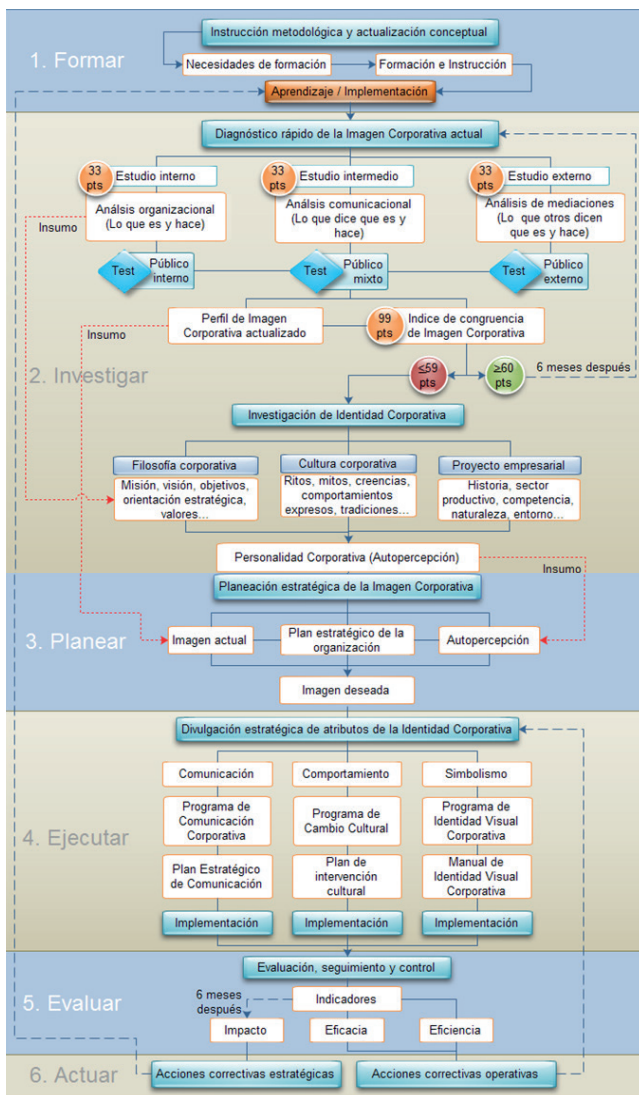 Instrucción metodológica y actualización conceptual
1. Formar
Necesidades de formación
Formación e Instrucción
Aprendizaje / Implementación
Diagnóstico rápido de la Imagen Corporativa actual
33
pts
Estudio interno
33
pts
Estudio intermedio
33
pts
Estudio externo
Insumo
Análsis organizacional
(Lo que es y hace)
Análsis comunicacional
(Lo que dice que es y
hace)
Análisis de mediaciones
(Lo que otros dicen
que es y hace)
Test
Público
interno
Test
Público
mixto
Test
Público
externo
Insumo
Perfil de Imagen
Corporativa actualizado
99
pts
Indice de congruencia
de Imagen Corporativa
2. Investigar
≤59
pts
≥60
pts
6 meses después
Investigación de Identidad Corporativa
Filosofía corporativa
Misión, visión, objetivos,
orientación estratégica,
valores...
Cultura corporativa
Ritos, mitos, creencias,
comportamientos
expresos, tradiciones...
Proyecto empresarial
Historia, sector
productivo, competencia,
naturaleza, entorno...
Personalidad Corporativa (Autopercepción)
Insumo
Planeación estratégica de la Imagen Corporativa
3. Planear
Imagen actual
Plan estratégico de la
organización
Autopercepción
Imagen deseada
Divulgación estratégica de atributos de la Identidad Corporativa
4. Ejecutar
Comunicación
Comportamiento
Simbolismo
Programa de
Comunicación
Corporativa
Programa de
Cambio Cultural
Programa de
Identidad Visual
Corporativa
Plan Estratégico
de Comunicación
Plan de
intervención
cultural
Manual de
Identidad Visual
Corporativa
Implementación
Implementación
Implementación
Evaluación, seguimiento y control
5. Evaluar
6 meses
después
Indicadores
Impacto
Eficacia
Eficiencia
6. Actuar
Acciones correctivas estratégicas
Acciones correctivas operativas